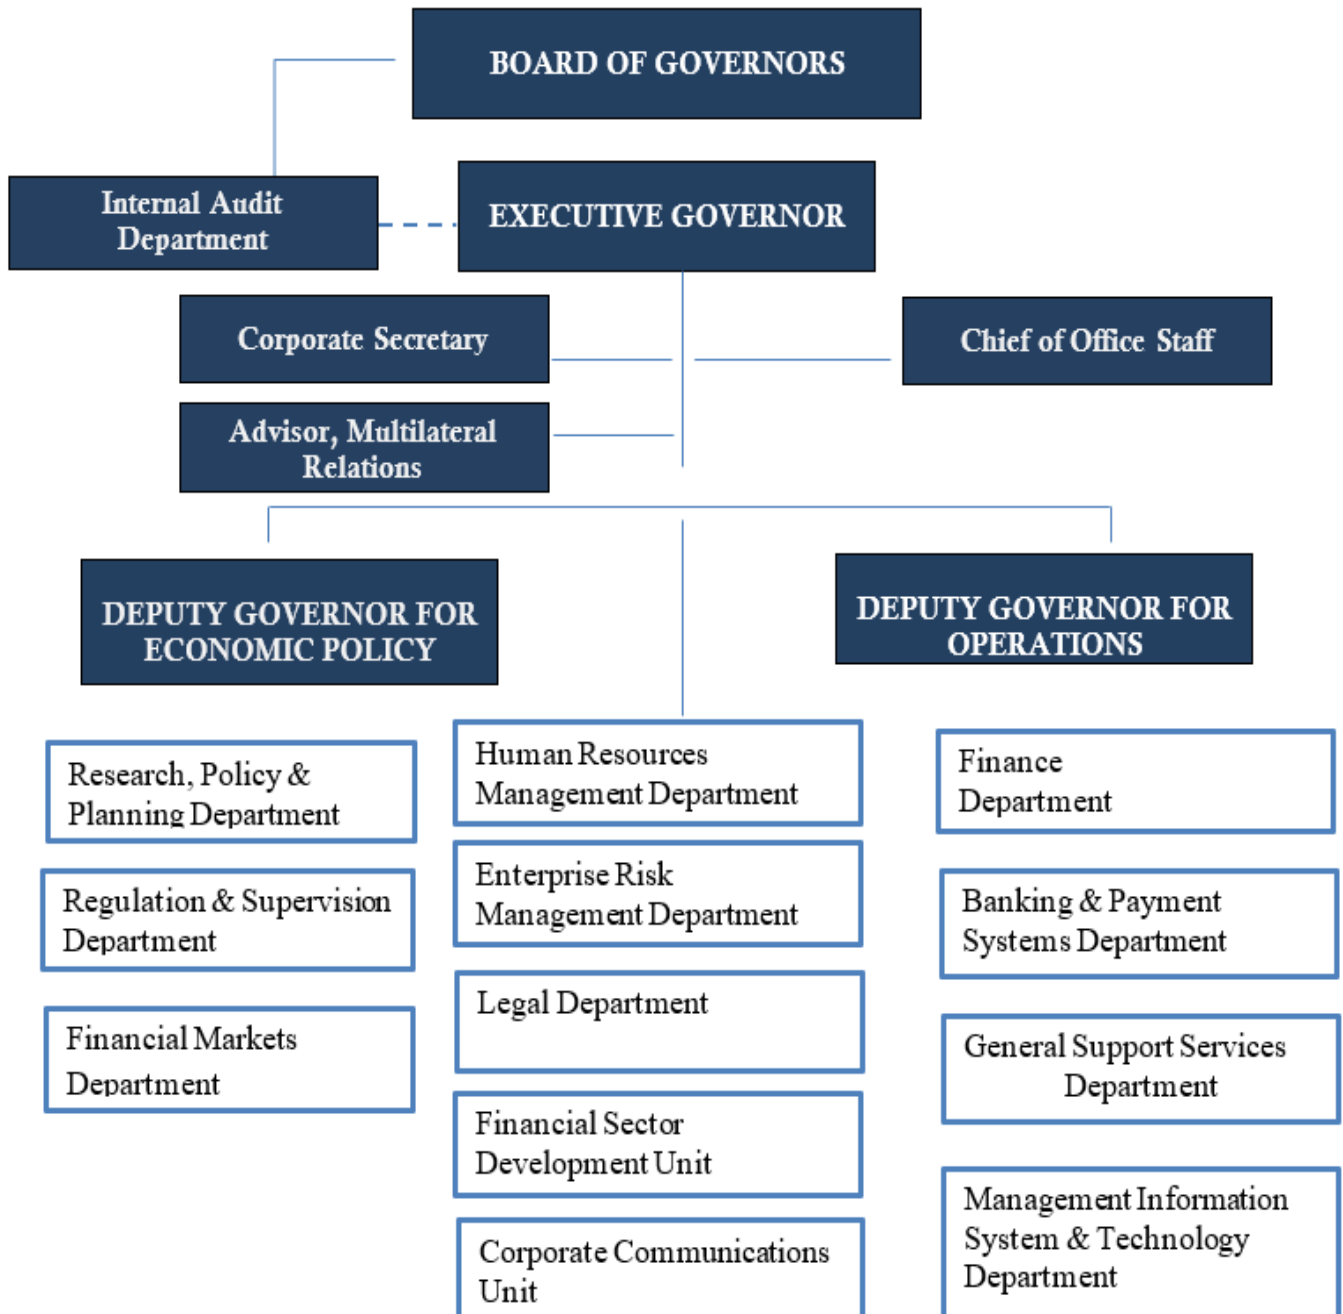 BOARD OF GOVERNORS
Internal Audit
Department
EXECUTIVE GOVERNOR
Corporate Secretary
Chief of Office Staff
Advisor, Multilateral
Relations
DEPUTY GOVERNOR FOR
ECONOMIC POLICY
DEPUTY GOVERNOR FOR
OPERATIONS
Research, Policy &
Planning Department
Regulation & Supervision
Department
Financial Markets
Department
Human Resources
Management Department
Enterprise Risk
Management Department
Legal Department
Financial Sector
Development Unit
Corporate Communications
Unit
Finance
Department
Banking & Payment
Systems Department
General Support Services
Department
Management Information
System & Technology
Department